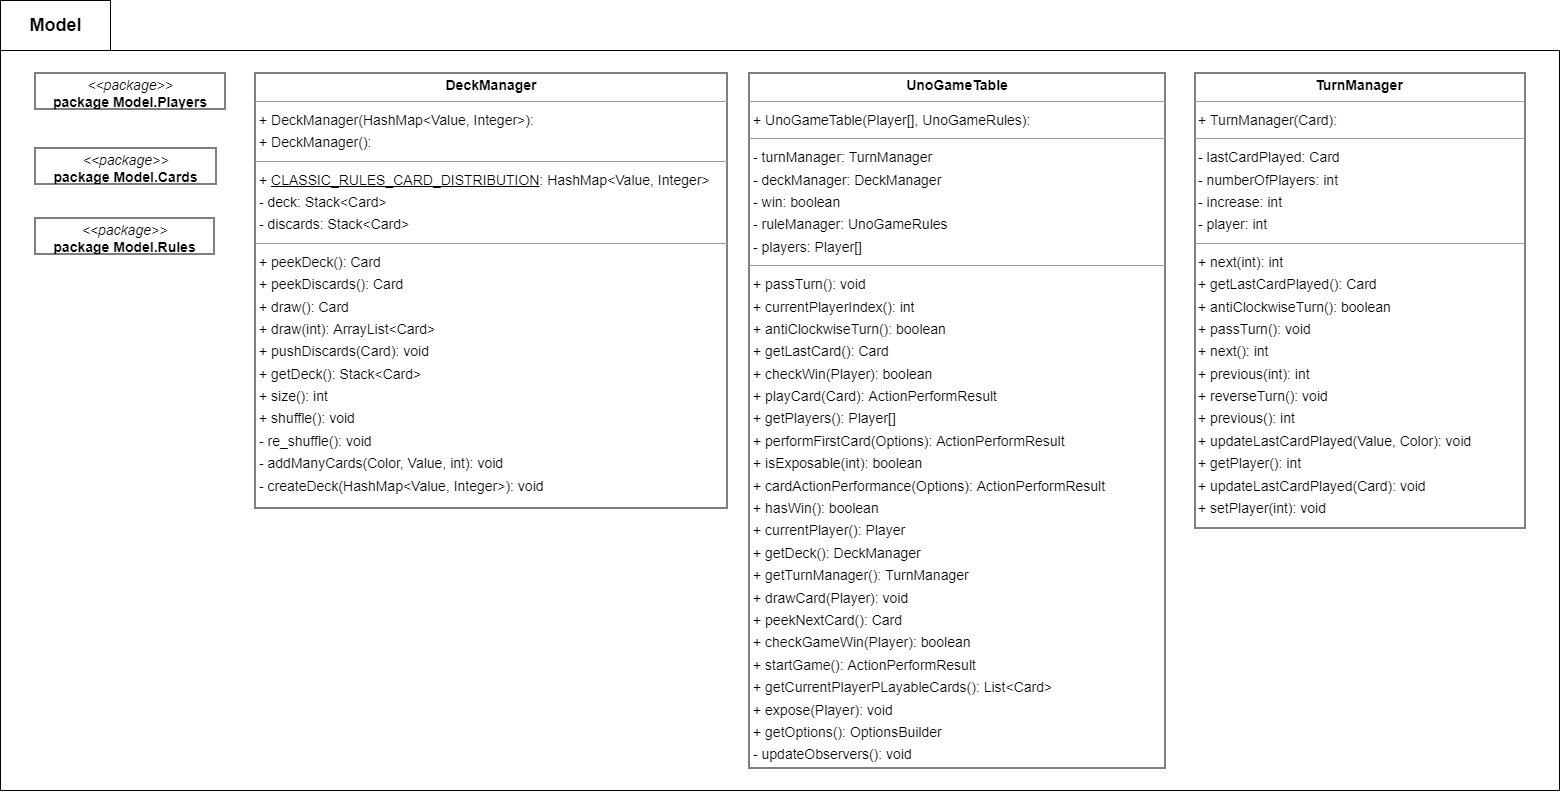 Model
<<package>>
package Model.Players
<<package>>
package Model.Cards
<<package>>
package Model.Rules
DeckManager
+ DeckManager(HashMap<Value, Integer>):
+ DeckManager():
+ CLASSIC_RULES_CARD_DISTRIBUTION: HashMap<Value, Integer>
- deck: Stack<Card>
- discards: Stack<Card>
+ peekDeck(): Card
+ peekDiscards(): Card
+ draw(): Card
+ draw(int): ArrayList<Card>
+ pushDiscards(Card): void
+ getDeck(): Stack<Card>
+ size(): int
+ shuffle(): void
- re_shuffle(): void
- addManyCards(Color, Value, int): void
- createDeck(HashMap<Value, Integer>): void
UnoGameTable
+ UnoGameTable(Player[], UnoGameRules):
- turnManager: TurnManager
- deckManager: DeckManager
- win: boolean
- ruleManager: UnoGameRules
- players: Player[]
+ passTurn(): void
+ currentPlayerIndex(): int
+ antiClockwiseTurn(): boolean
+ getLastCard(): Card
+ checkWin(Player): boolean
+ playCard(Card): ActionPerformResult
+ getPlayers(): Player[]
+ performFirstCard(Options): ActionPerformResult
+ isExposable(int): boolean
+ cardActionPerformance(Options): ActionPerformResult
+ hasWin(): boolean
+ currentPlayer(): Player
+ getDeck(): DeckManager
+ getTurnManager(): TurnManager
+ drawCard(Player): void
+ peekNextCard(): Card
+ checkGameWin(Player): boolean
+ startGame(): ActionPerformResult
+ getCurrentPlayerPLayableCards(): List<Card>
+ expose(Player): void
+ getOptions(): OptionsBuilder
- updateObservers(): void
TurnManager
+ TurnManager(Card):
- lastCardPlayed: Card
- numberOfPlayers: int
- increase: int
- player: int
+ next(int): int
+ getLastCardPlayed(): Card
+ antiClockwiseTurn(): boolean
+ passTurn(): void
+ next(): int
+ previous(int): int
+ reverseTurn(): void
+ previous(): int
+ updateLastCardPlayed(Value, Color): void
+ getPlayer(): int
+ updateLastCardPlayed(Card): void
+ setPlayer(int): void